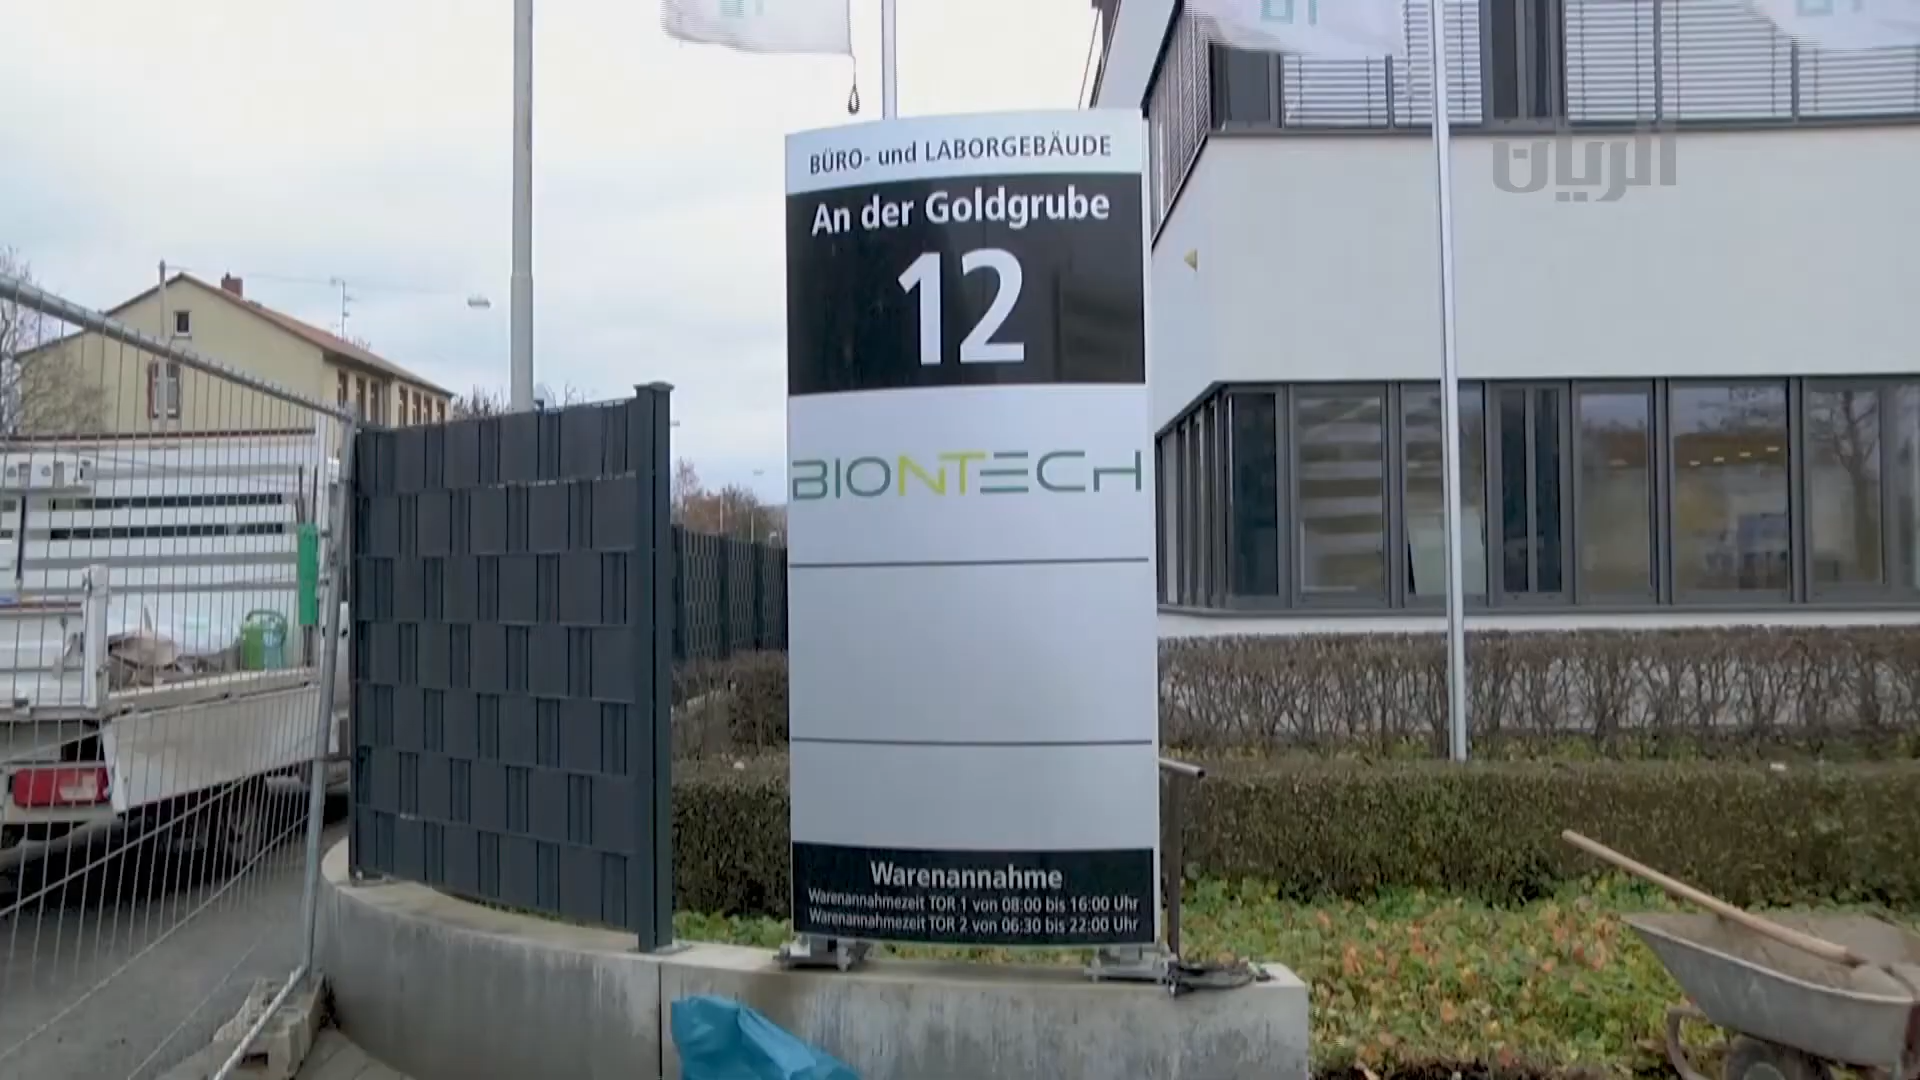 BÜRO- und LABORGEBÄUDE
An der Goldgrube
12
BIONTECH
Warenannahme
Warenannahmezeit TOR 1 von 08:00 bis 16:00 Uhr
Warenannahmezeit TOR 2 von 06:30 bis 22:00 Uhr
الريان